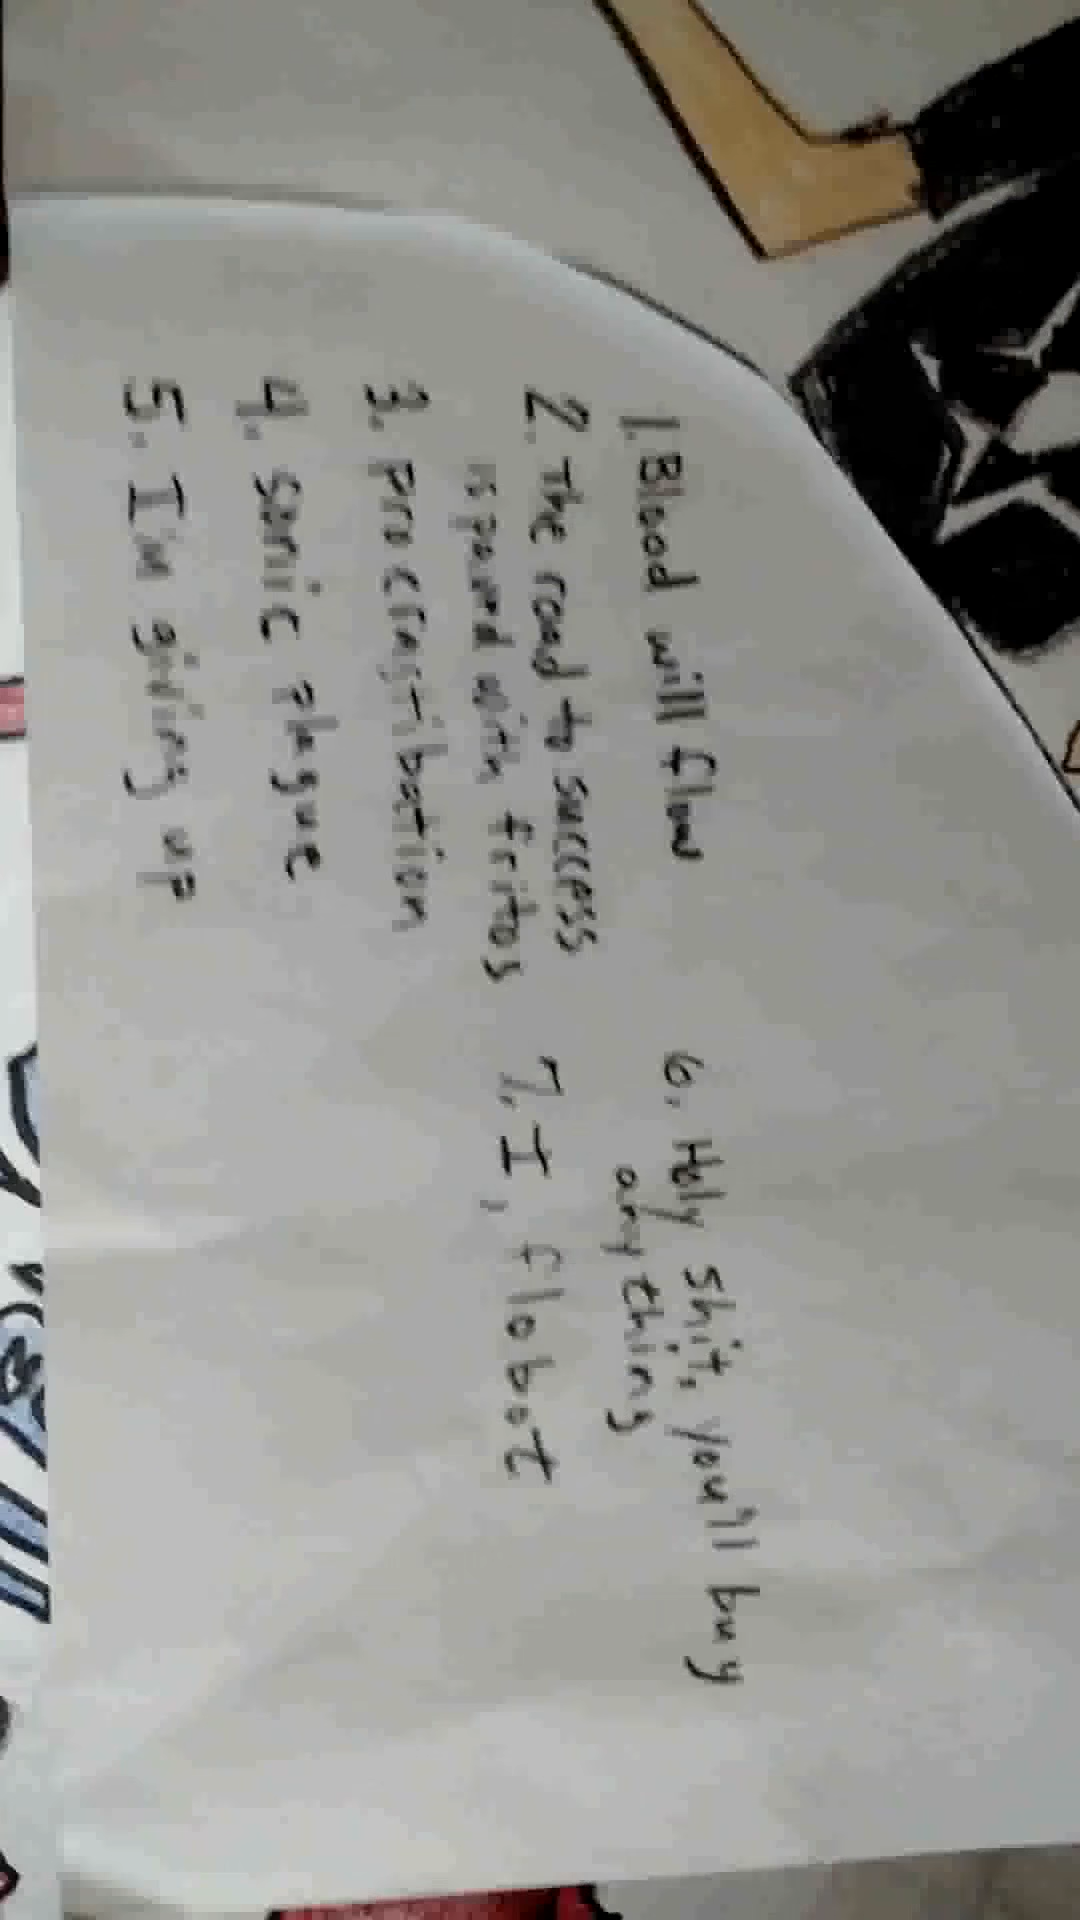 1. Blood will flow
2. The road to success
is paved with fritos
3. Procrastibation
4. Sonic Plague
5. I'm giving up
6. Holy shit, you'll buy
anything
7. I, flobot